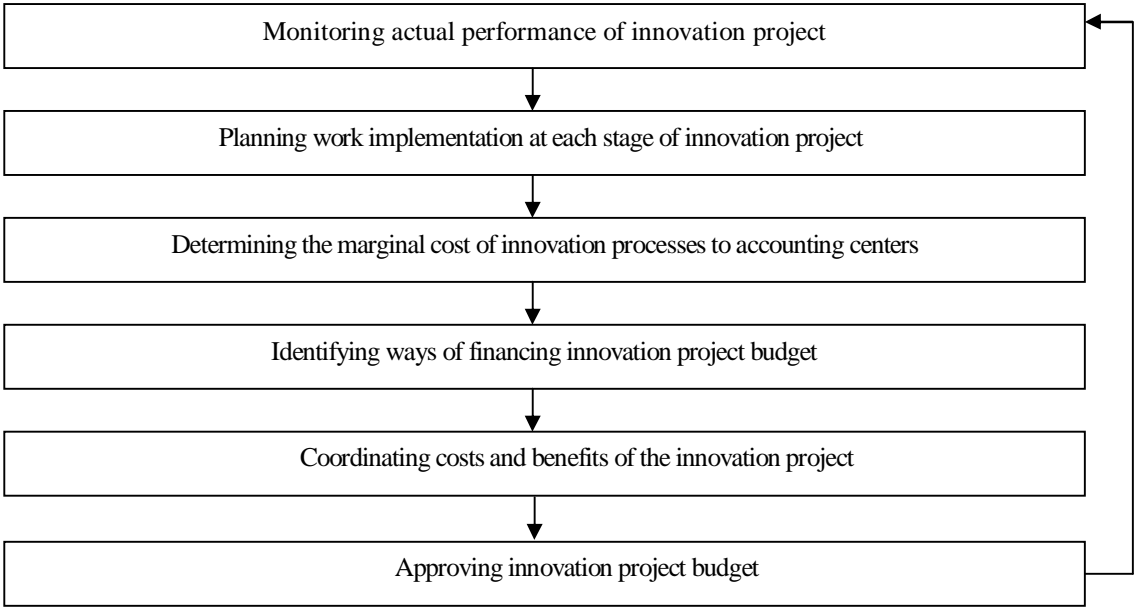 Monitoring actual performance of innovation project
Planning work implementation at each stage of innovation project
Determining the marginal cost of innovation processes to accounting centers
Identifying ways of financing innovation project budget
Coordinating costs and benefits of the innovation project
Approving innovation project budget